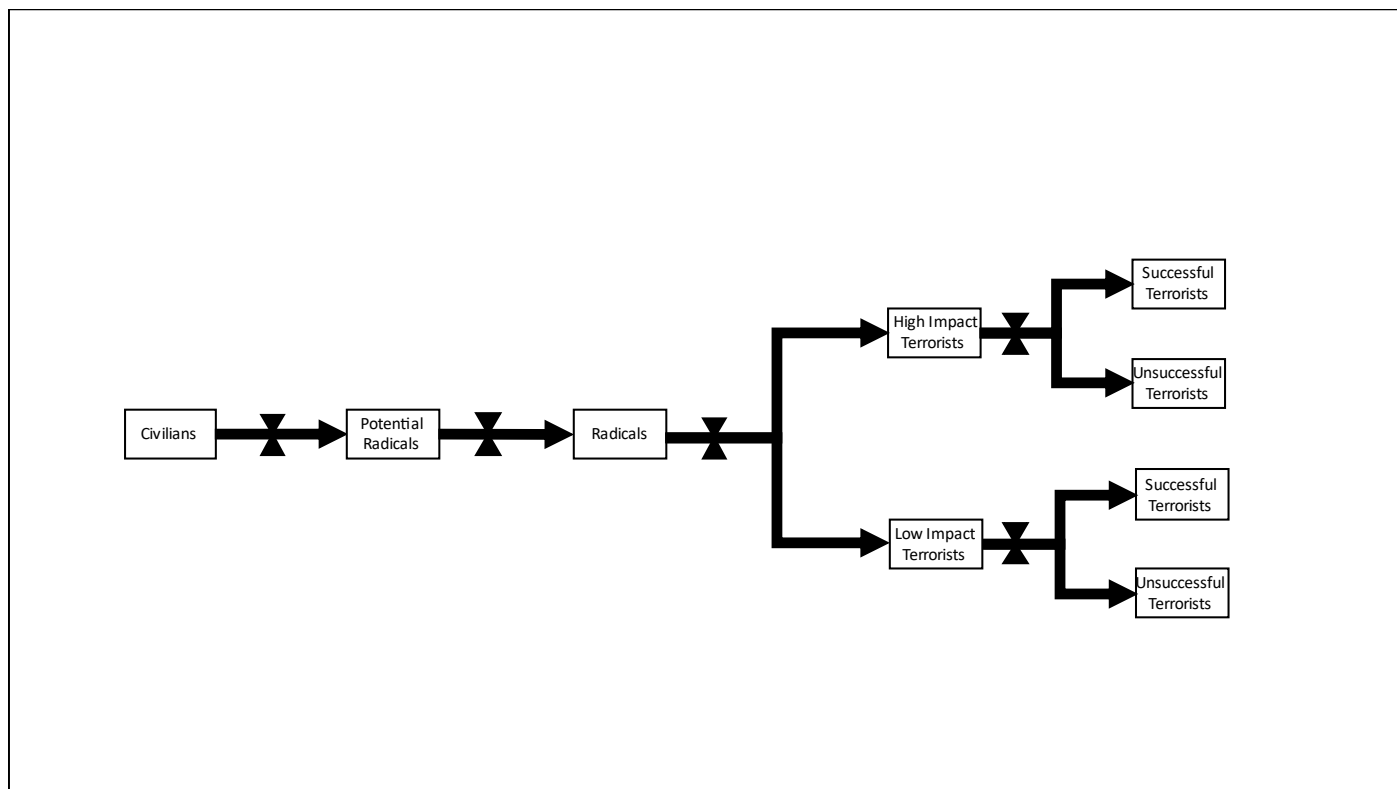 Civilians
Potential
Radicals
Radicals
High Impact
Terrorists
Low Impact
Terrorists
Successful
Terrorists
Unsuccessful
Terrorists
Successful
Terrorists
Unsuccessful
Terrorists